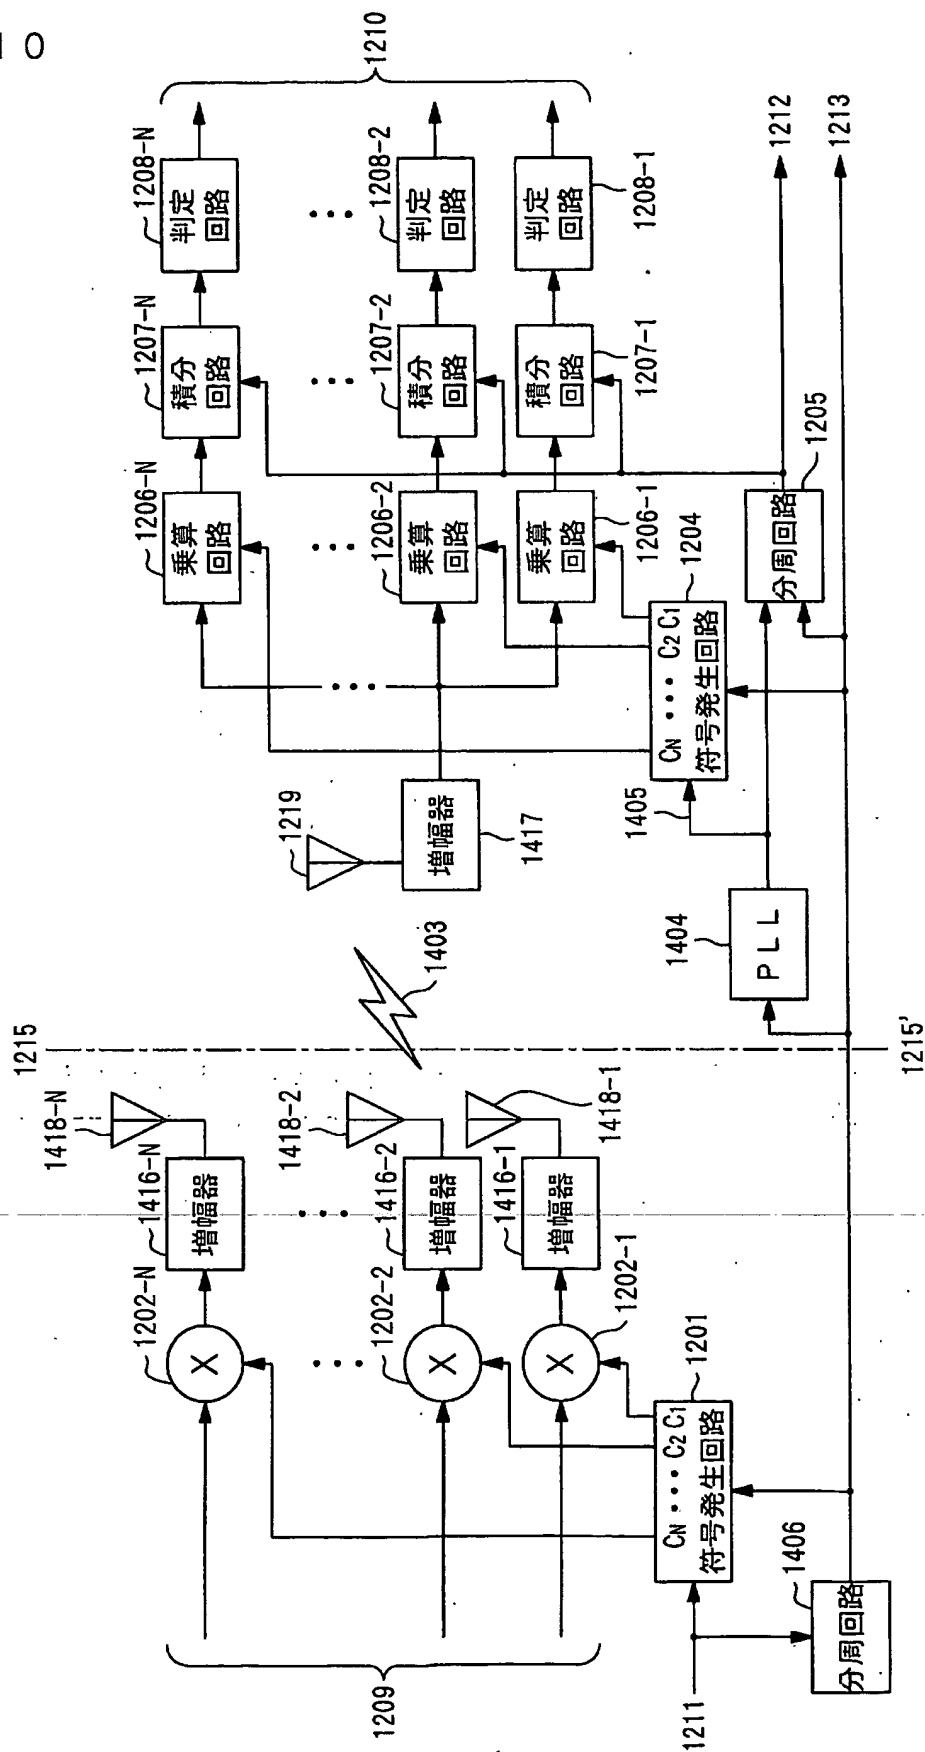 10
1210
1208-N
判定
回路
1208-2
判定
回路
1208-1
判定
回路
1212
1213
1207-N
積分
回路
1207-2
積分
回路
1207-1
積分
回路
1205
分周回路
1206-N
乗算
回路
1206-2
乗算
回路
1206-1
乗算
回路
1204
CN ・・・・ C2 C1
符号発生回路
1405
1219
増幅器
1417
1404
PLL
1403
1215
1215'
1418-N
1418-2
1418-1
1416-N
増幅器
1416-2
増幅器
1416-1
増幅器
1202-N
X
1202-2
X
1202-1
X
1201
CN ・・・・ C2 C1
符号発生回路
1406
分周回路
1209
1211